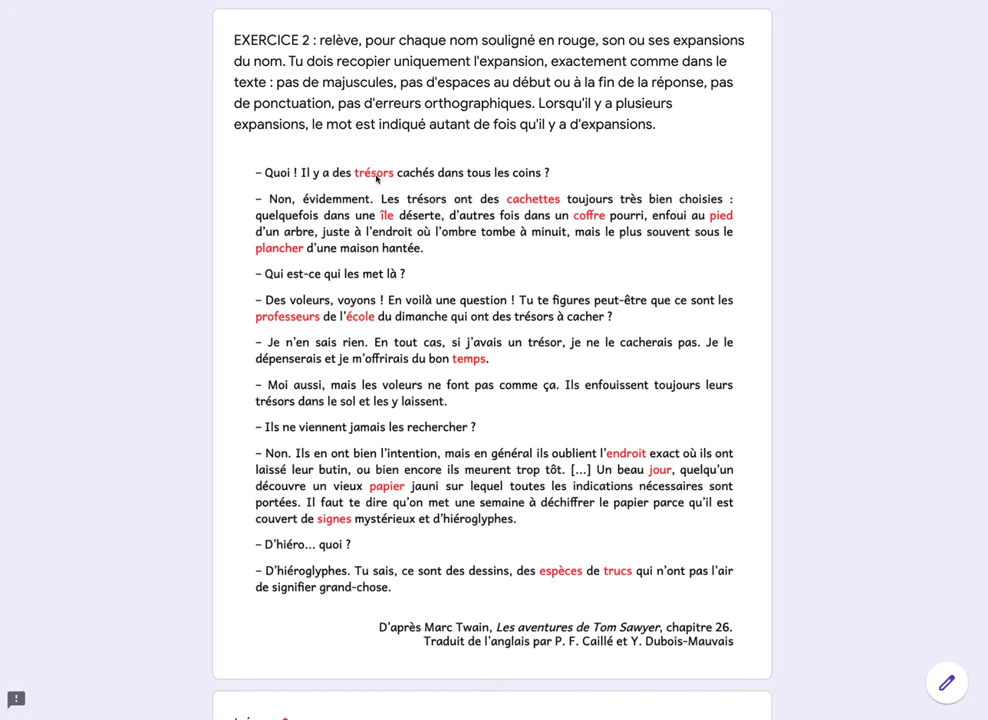 EXERCICE 2 : relève, pour chaque nom souligné en rouge, son ou ses expansions
du nom. Tu dois recopier uniquement l'expansion, exactement comme dans le
texte : pas de majuscules, pas d'espaces au début ou à la fin de la réponse, pas
de ponctuation, pas d'erreurs orthographiques. Lorsqu'il y a plusieurs
expansions, le mot est indiqué autant de fois qu'il y a d'expansions.
– Quoi ! Il y a des trésors cachés dans tous les coins ?
– Non, évidemment. Les trésors ont des cachettes toujours très bien choisies :
quelquefois dans une île déserte, d’autres fois dans un coffre pourri, enfoui au pied
d’un arbre, juste à l’endroit où l’ombre tombe à minuit, mais le plus souvent sous le
plancher d’une maison hantée.
– Qui est-ce qui les met là ?
– Des voleurs, voyons ! En voilà une question ! Tu te figures peut-être que ce sont les
professeurs de l’école du dimanche qui ont des trésors à cacher ?
– Je n’en sais rien. En tout cas, si j’avais un trésor, je ne le cacherais pas. Je le
dépenserais et je m’offrirais du bon temps.
– Moi aussi, mais les voleurs ne font pas comme ça. Ils enfouissent toujours leurs
trésors dans le sol et les y laissent.
– Ils ne viennent jamais les rechercher ?
– Non. Ils en ont bien l’intention, mais en général ils oublient l’endroit exact où ils ont
laissé leur butin, ou bien encore ils meurent trop tôt. [...] Un beau jour, quelqu’un
découvre un vieux papier jauni sur lequel toutes les indications nécessaires sont
portées. Il faut te dire qu’on met une semaine à déchiffrer le papier parce qu’il est
couvert de signes mystérieux et d’hiéroglyphes.
– D’hiéro... quoi ?
– D’hiéroglyphes. Tu sais, ce sont des dessins, des espèces de trucs qui n’ont pas l’air
de signifier grand-chose.
D’après Marc Twain, Les aventures de Tom Sawyer, chapitre 26.
Traduit de l’anglais par P. F. Caillé et Y. Dubois-Mauvais